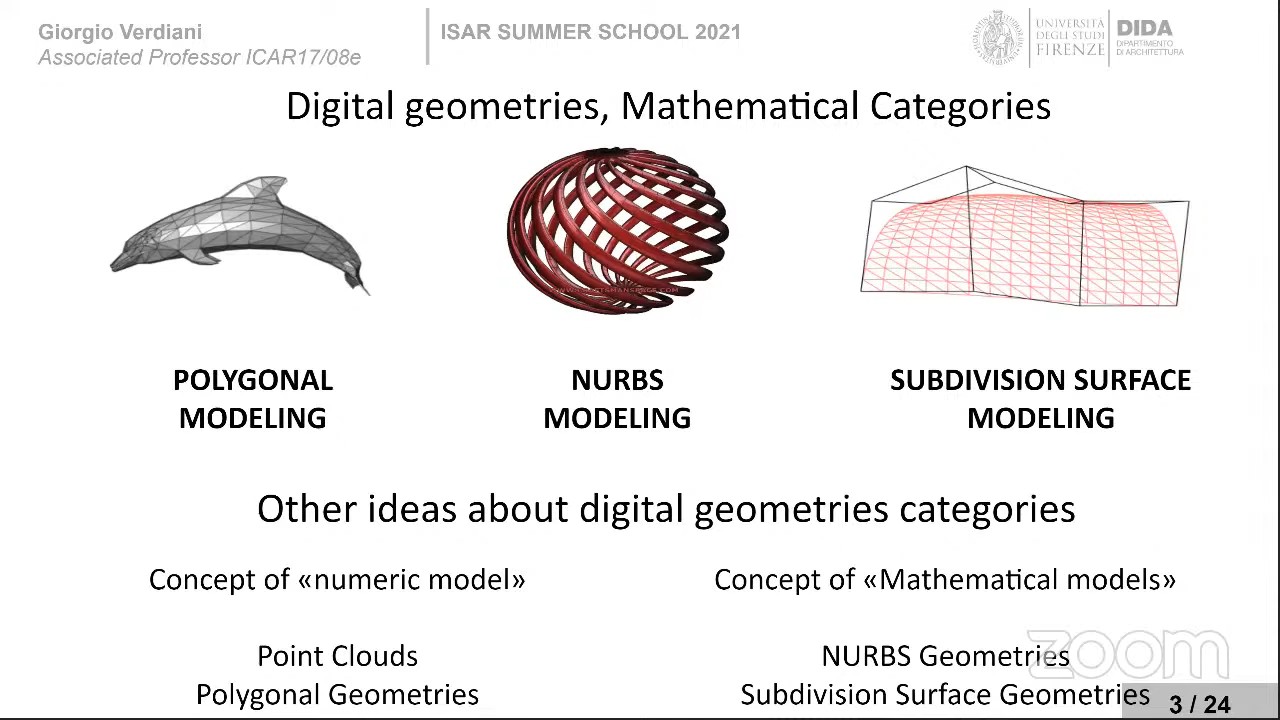 Giorgio Verdiani
Associated Professor ICAR17/08e
ISAR SUMMER SCHOOL 2021
UNIVERSITÀ
DEGLI STUDI
FIRENZE
DIDA
DIPARTIMENTO
DI ARCHITETTURA
Digital geometries, Mathematical Categories
POLYGONAL
MODELING
NURBS
MODELING
SUBDIVISION SURFACE
MODELING
Other ideas about digital geometries categories
Concept of «numeric model»
Concept of «Mathematical models»
Point Clouds
Polygonal Geometries
NURBS Geometries
Subdivision Surface Geometries
zoom
3 / 24